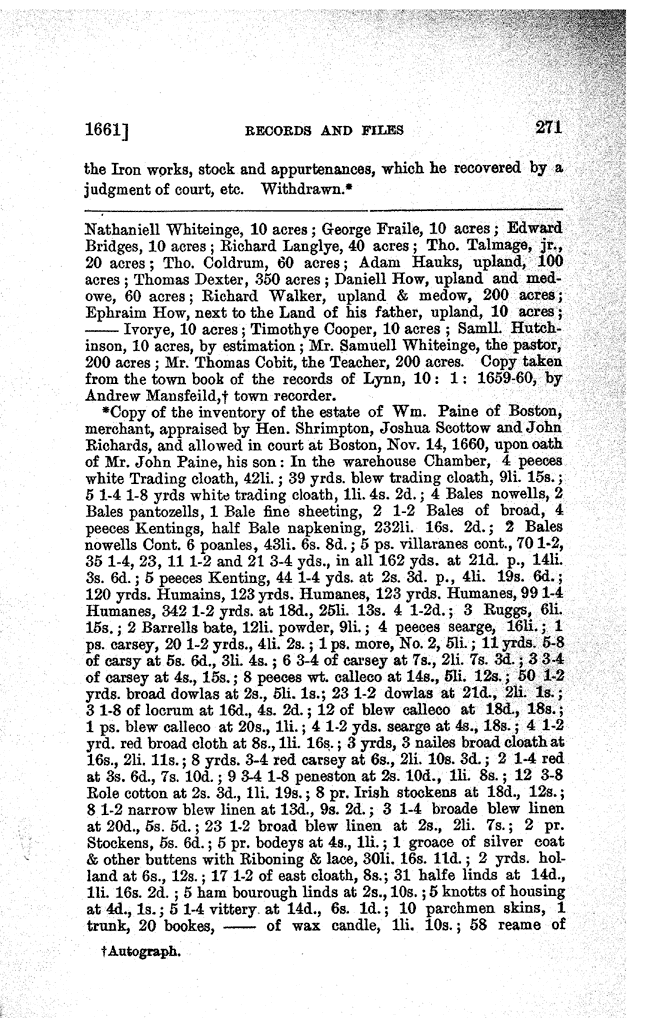 1661] RECORDS AND FILES 271
the Iron works, stock and appurtenances, which he recovered by a
judgment of court, etc. Withdrawn.*
Nathaniell Whiteinge, 10 acres; George Fraile, 10 acres; Edward
Bridges, 10 acres; Richard Langlye, 40 acres; Tho. Talmage, jr.,
20 acres; Tho. Coldrum, 60 acres; Adam Hauks, upland, 100
acres; Thomas Dexter, 350 acres; Daniell How, upland and med-
owe, 60 acres; Richard Walker, upland & medow, 200 acres;
Ephraim How, next to the Land of his father, upland, 10 acres;
—— Ivorye, 10 acres; Timothye Cooper, 10 acres; Samll. Hutch-
inson, 10 acres, by estimation; Mr. Samuell Whiteinge, the pastor,
200 acres; Mr. Thomas Cobit, the Teacher, 200 acres. Copy taken
from the town book of the records of Lynn, 10: 1: 1659-60, by
Andrew Mansfeild,† town recorder.
*Copy of the inventory of the estate of Wm. Paine of Boston,
merchant, appraised by Hen. Shrimpton, Joshua Scottow and John
Richards, and allowed in court at Boston, Nov. 14, 1660, upon oath
of Mr. John Paine, his son: In the warehouse Chamber, 4 peeces
white Trading cloath, 42li.; 39 yrds. blew trading cloath, 9li. 15s.;
5 1-4 1-8 yrds white trading cloath, 1li. 4s. 2d.; 4 Bales nowells, 2
Bales pantozells, 1 Bale fine sheeting, 2 1-2 Bales of broad, 4
peeces Kentings, half Bale napkening, 232li. 16s. 2d.; 2 Bales
nowells Cont. 6 poanles, 43li. 6s. 8d.; 5 ps. villaranes cont., 70 1-2,
35 1-4, 23, 11 1-2 and 21 3-4 yds., in all 162 yds. at 21d. p., 14li.
3s. 6d.; 5 peeces Kenting, 44 1-4 yds. at 2s. 3d. p., 4li. 19s. 6d.;
120 yrds. Humains, 123 yrds. Humanes, 123 yrds. Humanes, 99 1-4
Humanes, 342 1-2 yrds. at 18d., 25li. 13s. 4 1-2d.; 3 Ruggs, 6li.
15s.; 2 Barrells bate, 12li. powder, 9li.; 4 peeces searge, 16li.; 1
ps. carsey, 20 1-2 yrds., 4li. 2s.; 1 ps. more, No. 2, 5li.; 11 yrds. 5-8
of carsy at 5s. 6d., 3li. 4s.; 6 3-4 of carsey at 7s., 2li. 7s. 3d.; 3 3-4
of carsey at 4s., 15s.; 8 peeces wt. calleco at 14s., 5li. 12s.; 50 1-2
yrds. broad dowlas at 2s., 5li. 1s.; 23 1-2 dowlas at 21d., 2li. 1s.;
3 1-8 of locrum at 16d., 4s. 2d.; 12 of blew calleco at 18d., 18s.;
1 ps. blew calleco at 20s., 1li.; 4 1-2 yds. searge at 4s., 18s.; 4 1-2
yrd. red broad cloth at 8s., 1li. 16s.; 3 yrds, 3 nailes broad cloath at
16s., 2li. 11s.; 8 yrds. 3-4 red carsey at 6s., 2li. 10s. 3d.; 2 1-4 red
at 3s. 6d., 7s. 10d.; 9 3-4 1-8 peneston at 2s. 10d., 1li. 8s.; 12 3-8
Role cotton at 2s. 3d., 1li. 19s.; 8 pr. Irish stockens at 18d., 12s.;
8 1-2 narrow blew linen at 13d., 9s. 2d.; 3 1-4 broade blew linen
at 20d., 5s. 5d.; 23 1-2 broad blew linen at 2s., 2li. 7s.; 2 pr.
Stockens, 5s. 6d.; 5 pr. bodeys at 4s., 1li.; 1 groace of silver coat
& other buttens with Riboning & lace, 30li. 16s. 11d.; 2 yrds. hol-
land at 6s., 12s.; 17 1-2 of east cloath, 8s.; 31 halfe linds at 14d.,
1li. 16s. 2d.; 5 ham bourough linds at 2s., 10s.; 5 knotts of housing
at 4d., 1s.; 5 1-4 vittery at 14d., 6s. 1d.; 10 parchmen skins, 1
trunk, 20 bookes, —— of wax candle, 1li. 10s.; 58 reame of
†Autograph.